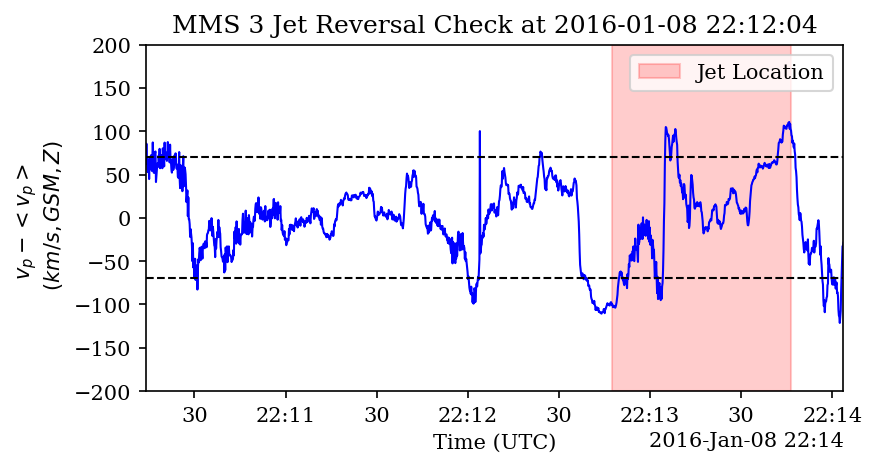 MMS 3 Jet Reversal Check at 2016-01-08 22:12:04
v_p − < v_p >
(km/s, GSM, Z)
200
150
100
50
0
−50
−100
−150
−200
Jet Location
30 22:11 30 22:12 30 22:13 30 22:14
Time (UTC)
2016-Jan-08 22:14